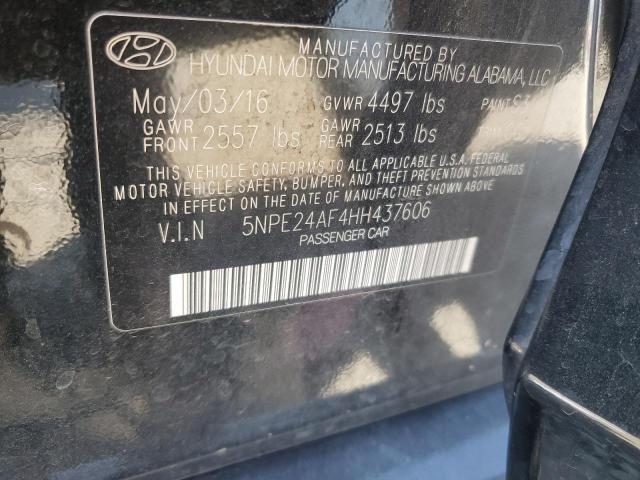 MANUFACTURED BY
HYUNDAI MOTOR MANUFACTURING ALABAMA, LLC
May/03/16 GVWR 4497 lbs PAINT
GAWR FRONT 2557 lbs GAWR REAR 2513 lbs TRIM
THIS VEHICLE CONFORMS TO ALL APPLICABLE U.S.A. FEDERAL
MOTOR VEHICLE SAFETY, BUMPER, AND THEFT PREVENTION STANDARDS
IN EFFECT ON THE DATE OF MANUFACTURE SHOWN ABOVE.
V.I.N 5NPE24AF4HH437606
PASSENGER CAR